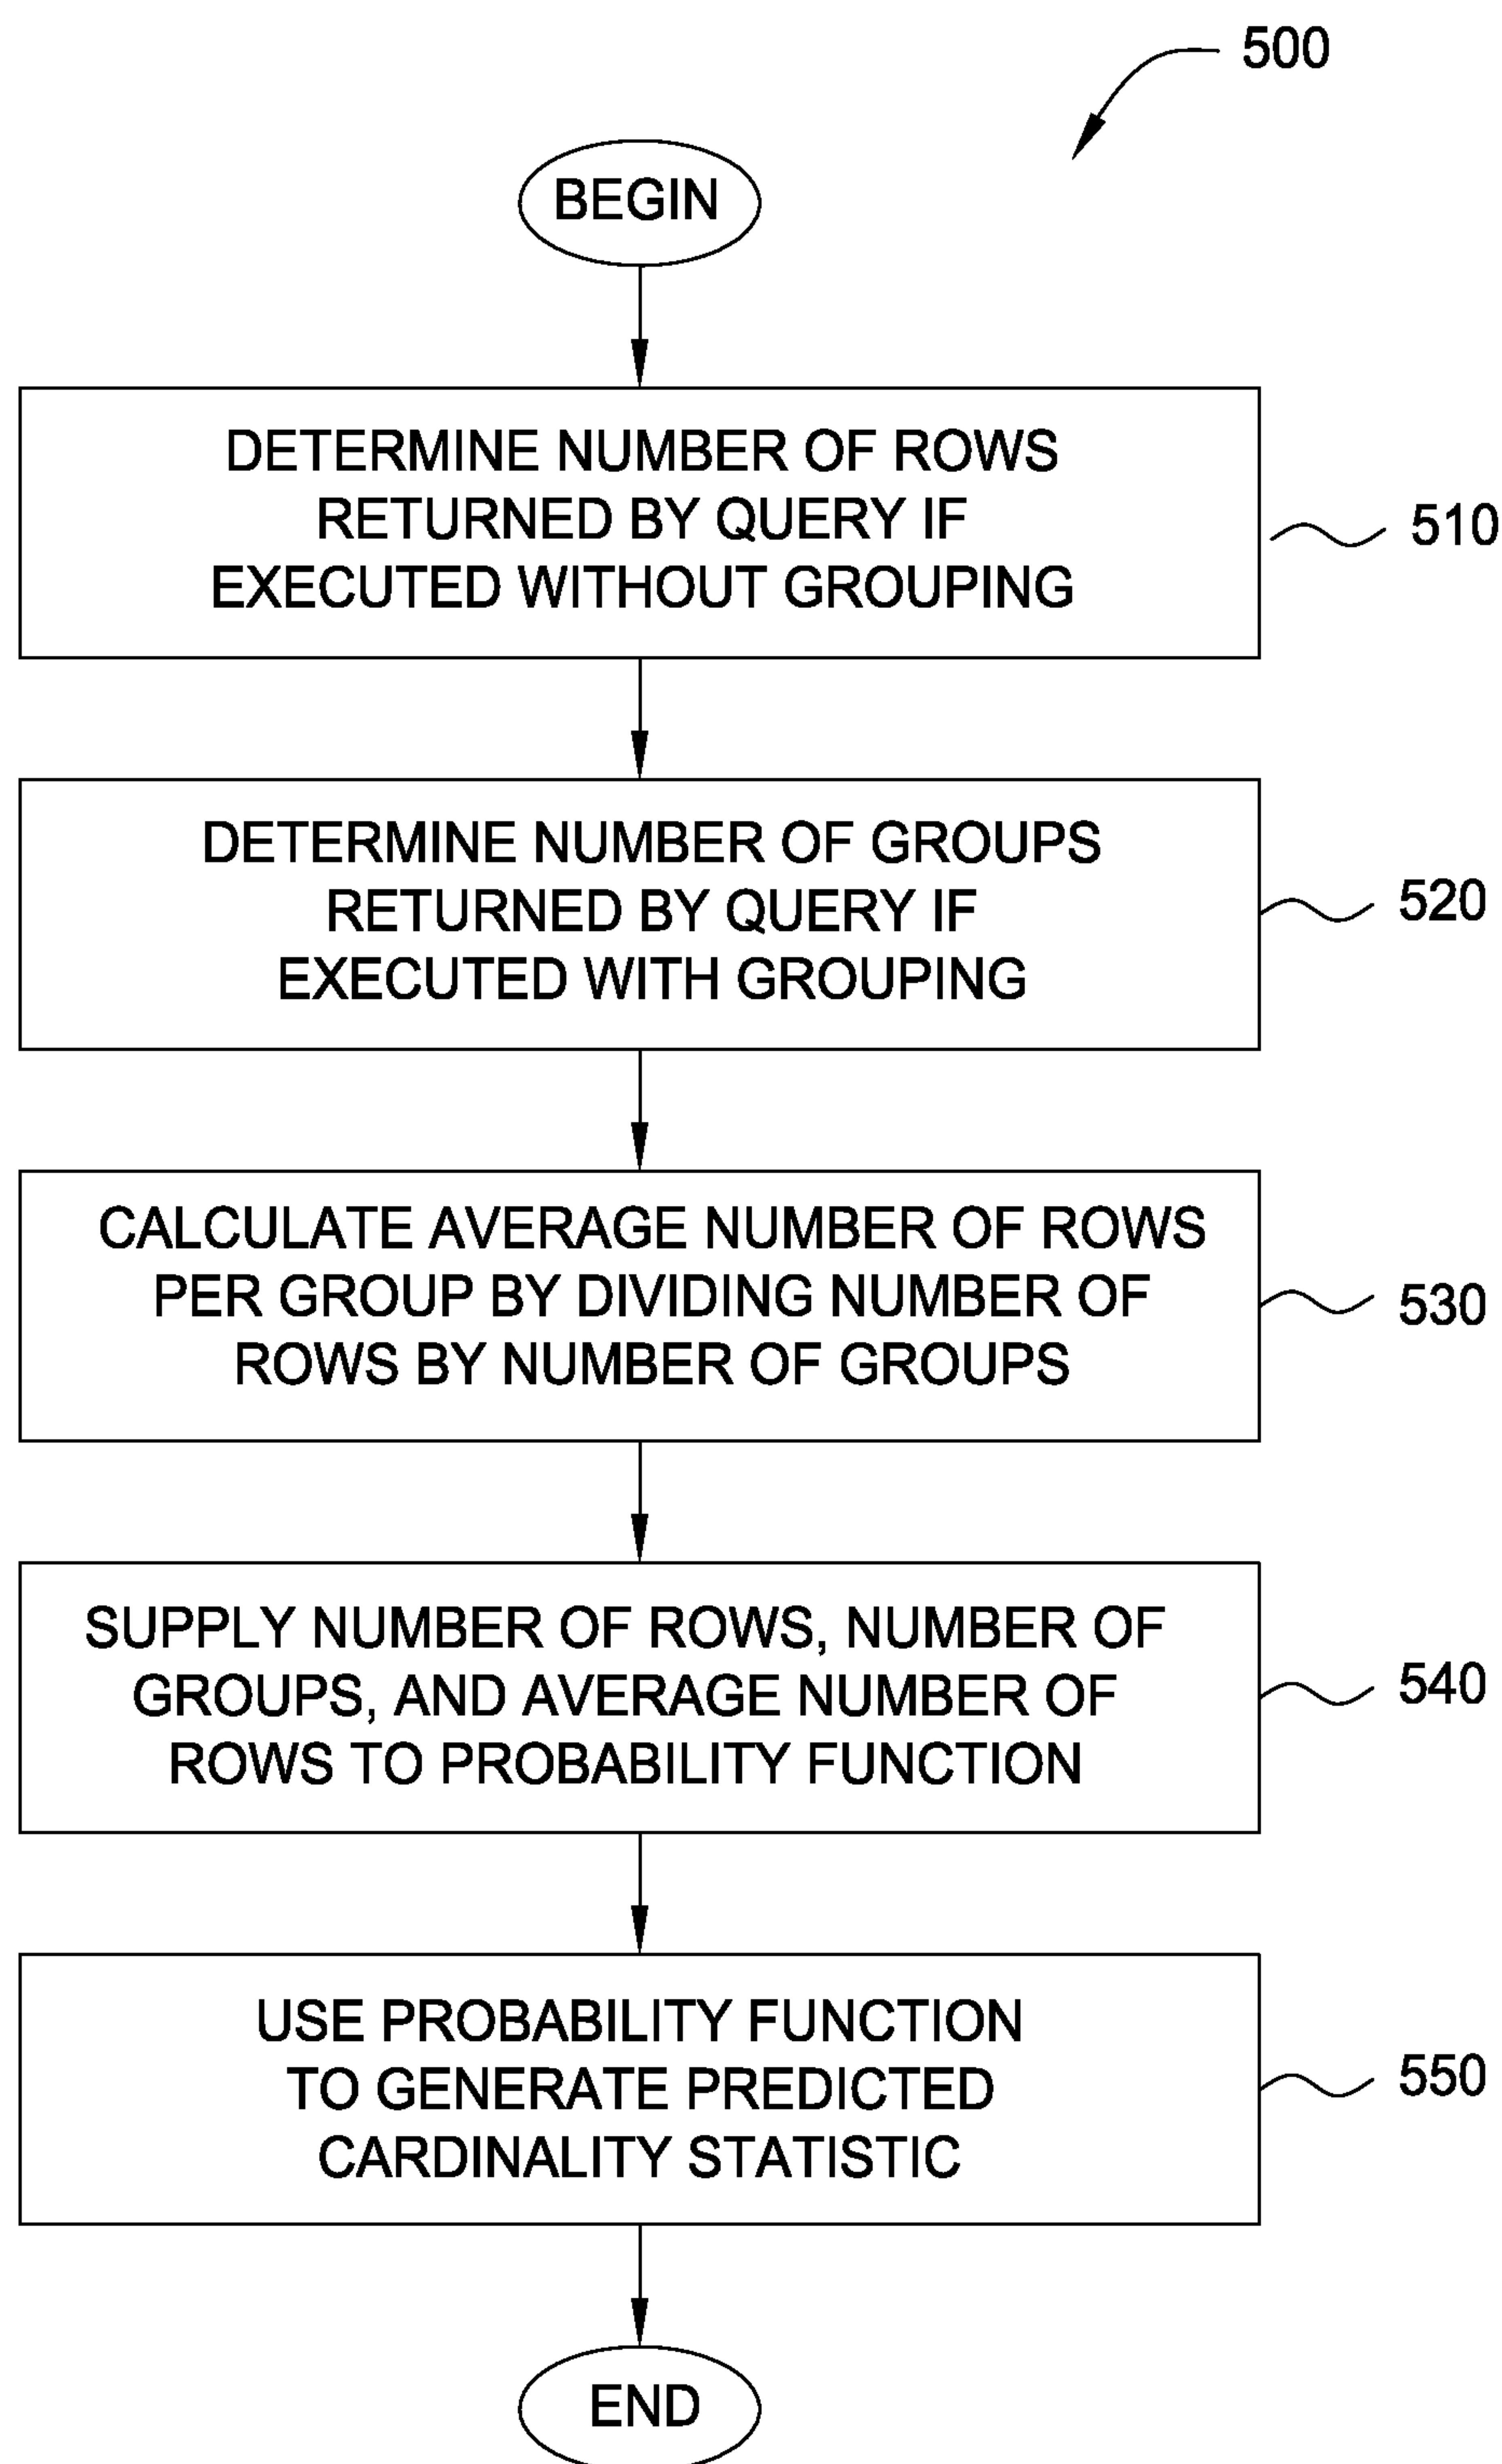 500
BEGIN
DETERMINE NUMBER OF ROWS
RETURNED BY QUERY IF
EXECUTED WITHOUT GROUPING
510
DETERMINE NUMBER OF GROUPS
RETURNED BY QUERY IF
EXECUTED WITH GROUPING
520
CALCULATE AVERAGE NUMBER OF ROWS
PER GROUP BY DIVIDING NUMBER OF
ROWS BY NUMBER OF GROUPS
530
SUPPLY NUMBER OF ROWS, NUMBER OF
GROUPS, AND AVERAGE NUMBER OF
ROWS TO PROBABILITY FUNCTION
540
USE PROBABILITY FUNCTION
TO GENERATE PREDICTED
CARDINALITY STATISTIC
550
END